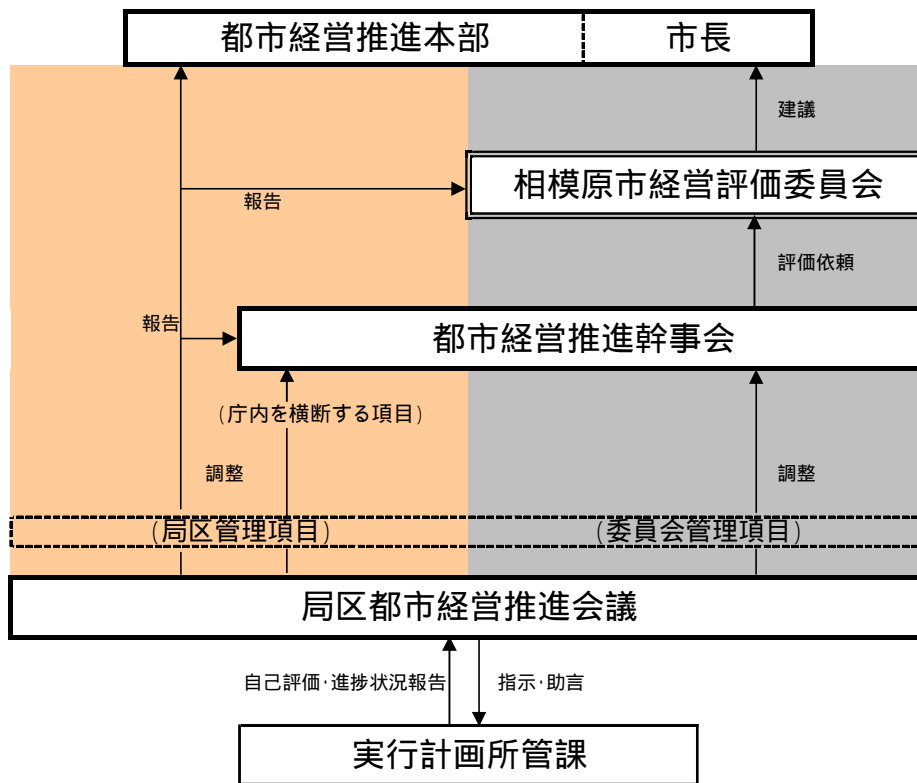 都市経営推進本部
市長
建議
相模原市経営評価委員会
報告
評価依頼
報告
都市経営推進幹事会
(庁内を横断する項目)
調整
調整
(局区管理項目)
(委員会管理項目)
局区都市経営推進会議
自己評価・進捗状況報告
指示・助言
実行計画所管課